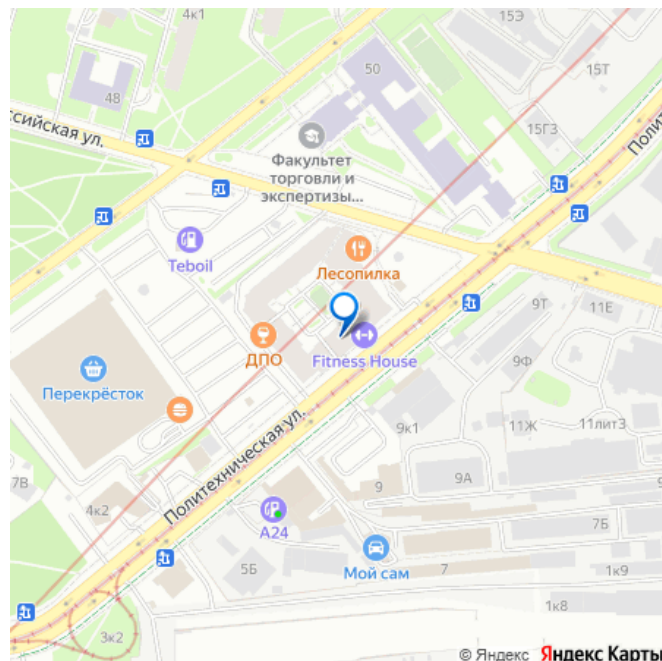 4к1
15Э
50
15Т
48
ссийская ул.
15Г3
Факультет
торговли и
экспертизы...
Полит
Teboil
Лесопилка
9Т
11Е
ДПО
Fitness House
9Ф
Перекрёсток
9к1
11Ж
11лит3
Политехническая ул.
7В
4к2
9
9А
А24
7Б
5Б
Мой сам
7
1к9
1к8
3к2
© Яндекс Яндекс Карты